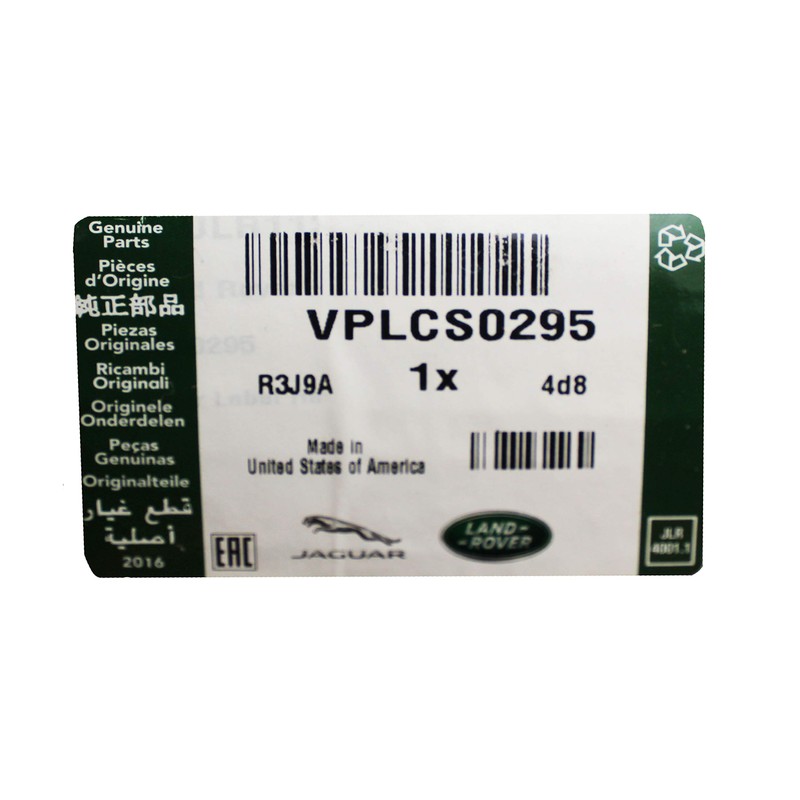 Genuine
Parts
Pièces
d'Origine
純正部品
Piezas
Originales
Ricambi
Originali
Originele
Onderdelen
Peças
Genuinas
Originalteile
قطع غيار
أصلية
2016
VPLCS0295
R3J9A
1x
4d8
Made in
United States of America
EAC
JAGUAR
LAND-
-ROVER
JLR
4001.1